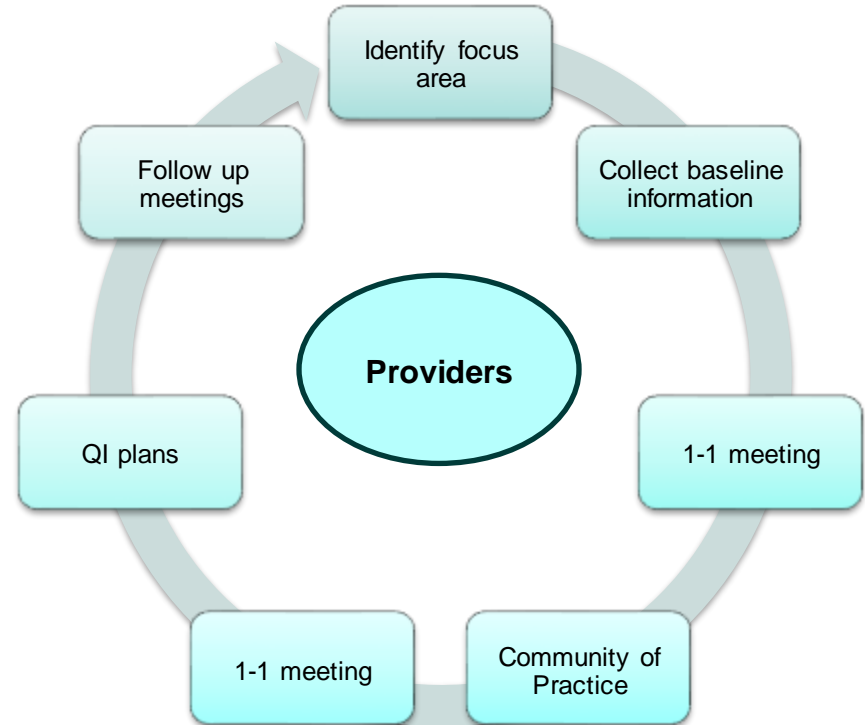 Identify focus
area
Collect baseline
information
1-1 meeting
Community of
Practice
1-1 meeting
QI plans
Follow up
meetings
Providers